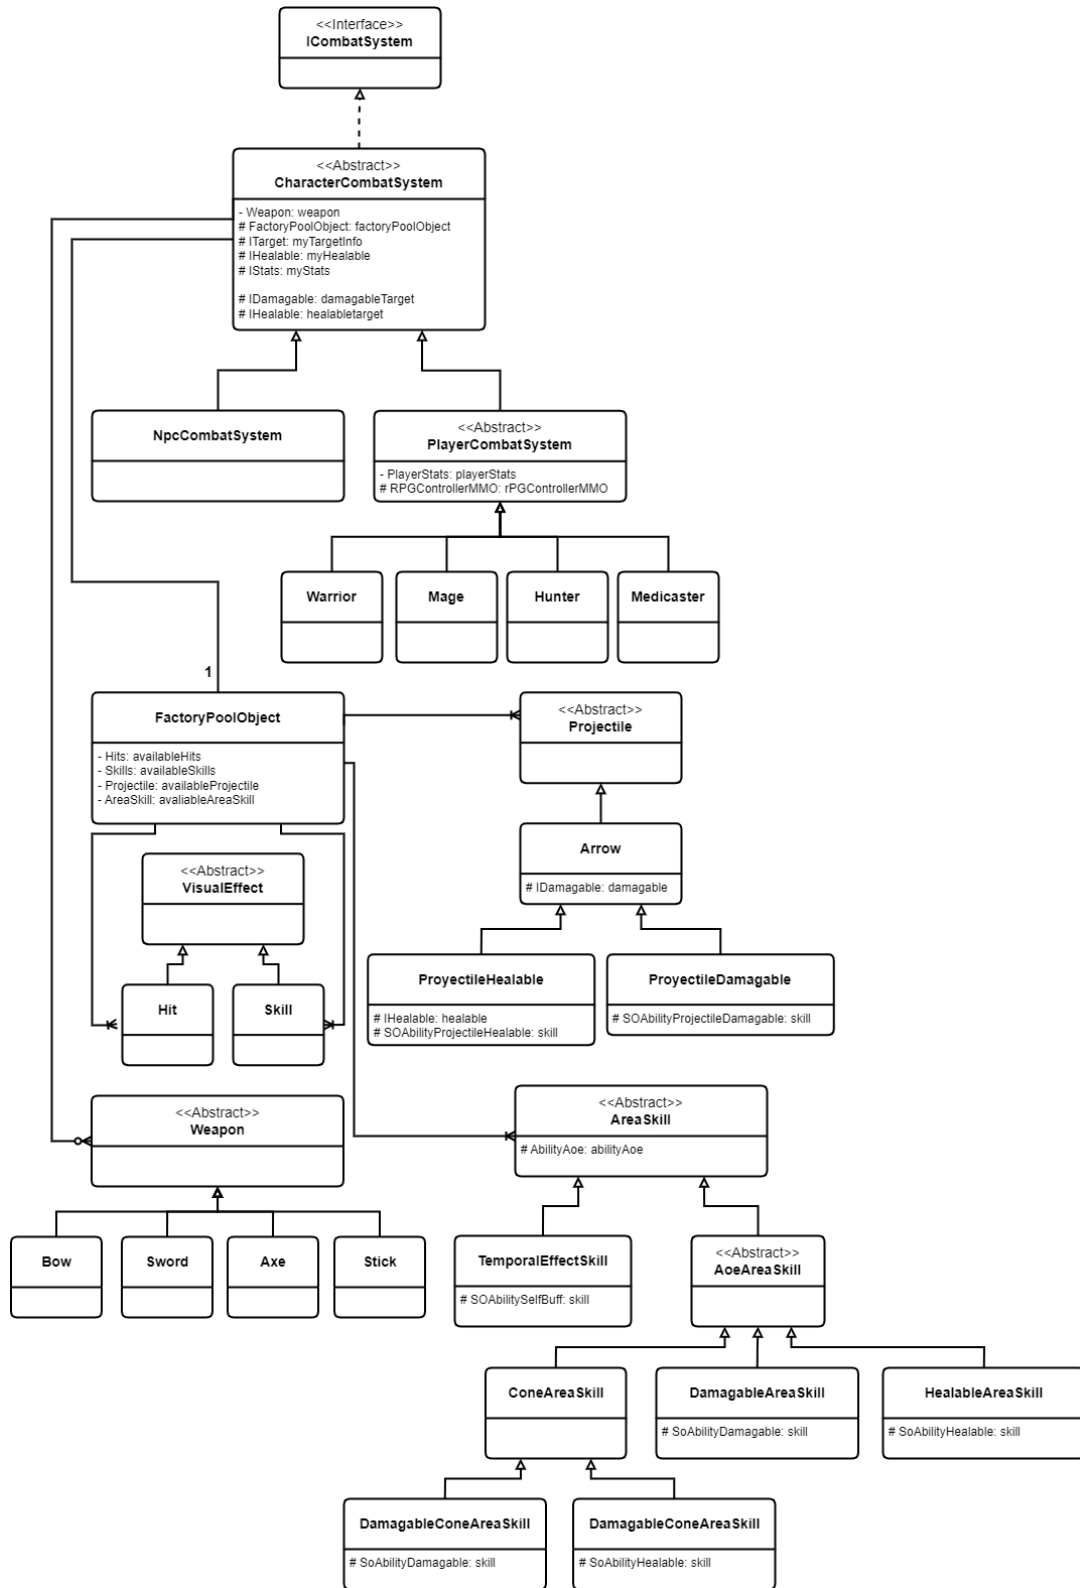 <<Interface>>
ICombatSystem
<<Abstract>>
CharacterCombatSystem
- Weapon: weapon
# FactoryPoolObject: factoryPoolObject
# ITarget: myTargetInfo
# IHealable: myHealable
# IStats: myStats
# IDamagable: damagableTarget
# IHealable: healabletarget
NpcCombatSystem
<<Abstract>>
PlayerCombatSystem
- PlayerStats: playerStats
# RPGControllerMMO: rPGControllerMMO
Warrior
Mage
Hunter
Medicaster
1
FactoryPoolObject
- Hits: availableHits
- Skills: availableSkills
- Projectile: availableProjectile
- AreaSkill: avaliableAreaSkill
<<Abstract>>
Projectile
Arrow
# IDamagable: damagable
<<Abstract>>
VisualEffect
Hit
Skill
ProyectileHealable
# IHealable: healable
# SOAbilityProjectileHealable: skill
ProyectileDamagable
# SOAbilityProjectileDamagable: skill
<<Abstract>>
Weapon
<<Abstract>>
AreaSkill
# AbilityAoe: abilityAoe
Bow
Sword
Axe
Stick
TemporalEffectSkill
# SOAbilitySelfBuff: skill
<<Abstract>>
AoeAreaSkill
ConeAreaSkill
DamagableAreaSkill
# SoAbilityDamagable: skill
HealableAreaSkill
# SoAbilityHealable: skill
DamagableConeAreaSkill
# SoAbilityDamagable: skill
DamagableConeAreaSkill
# SoAbilityHealable: skill